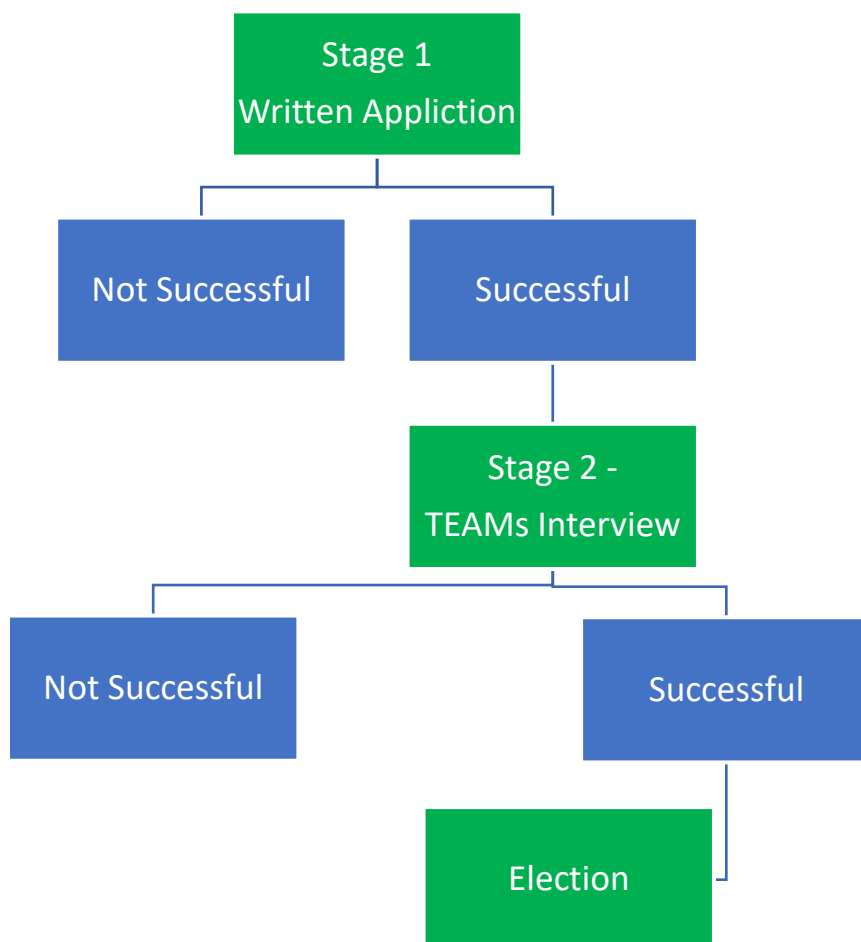 Stage 1
Written Appliction
Not Successful
Successful
Stage 2 -
TEAMs Interview
Not Successful
Successful
Election